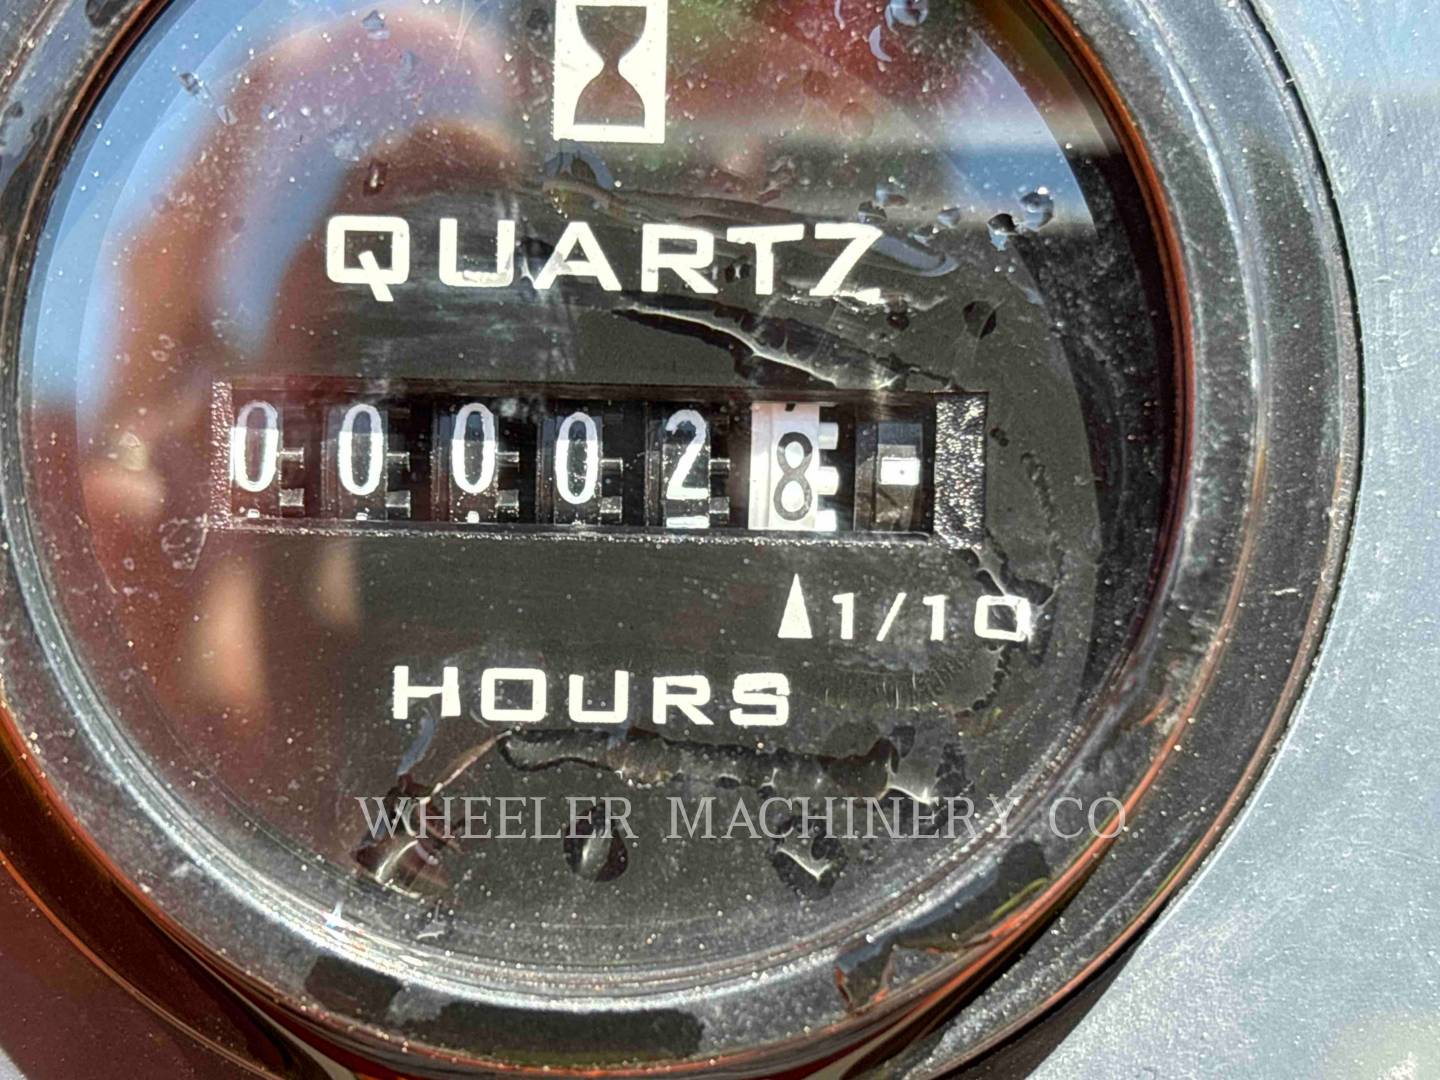 QUARTZ
000028
1/10
HOURS
WHEELER MACHINERY CO